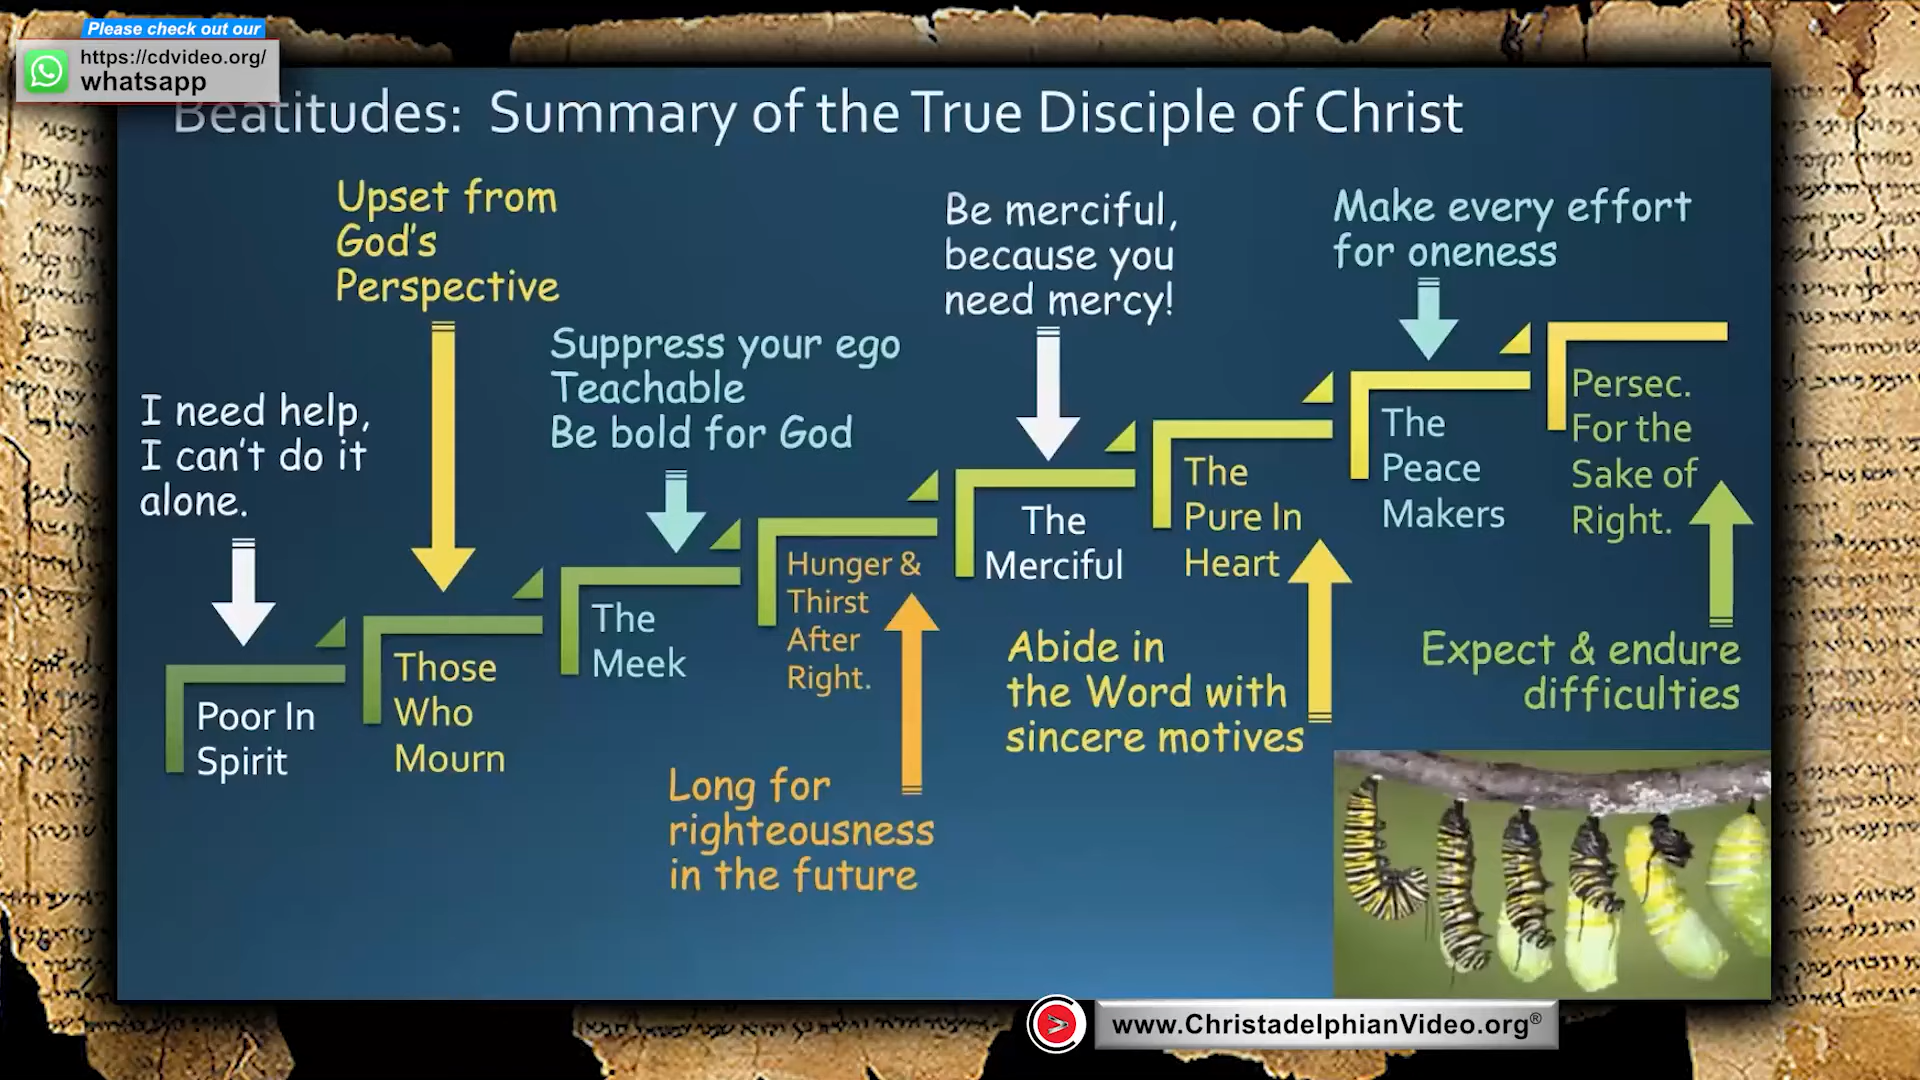 Please check out our
https://cdvideo.org/
whatsapp
Beatitudes: Summary of the True Disciple of Christ
I need help,
I can't do it
alone.
Poor In
Spirit
Upset from
God's
Perspective
Those
Who
Mourn
Suppress your ego
Teachable
Be bold for God
The
Meek
Hunger &
Thirst
After
Right.
Long for
righteousness
in the future
Be merciful,
because you
need mercy!
The
Merciful
The
Pure In
Heart
Abide in
the Word with
sincere motives
Make every effort
for oneness
The
Peace
Makers
Persec.
For the
Sake of
Right.
Expect & endure
difficulties
www.ChristadelphianVideo.org®